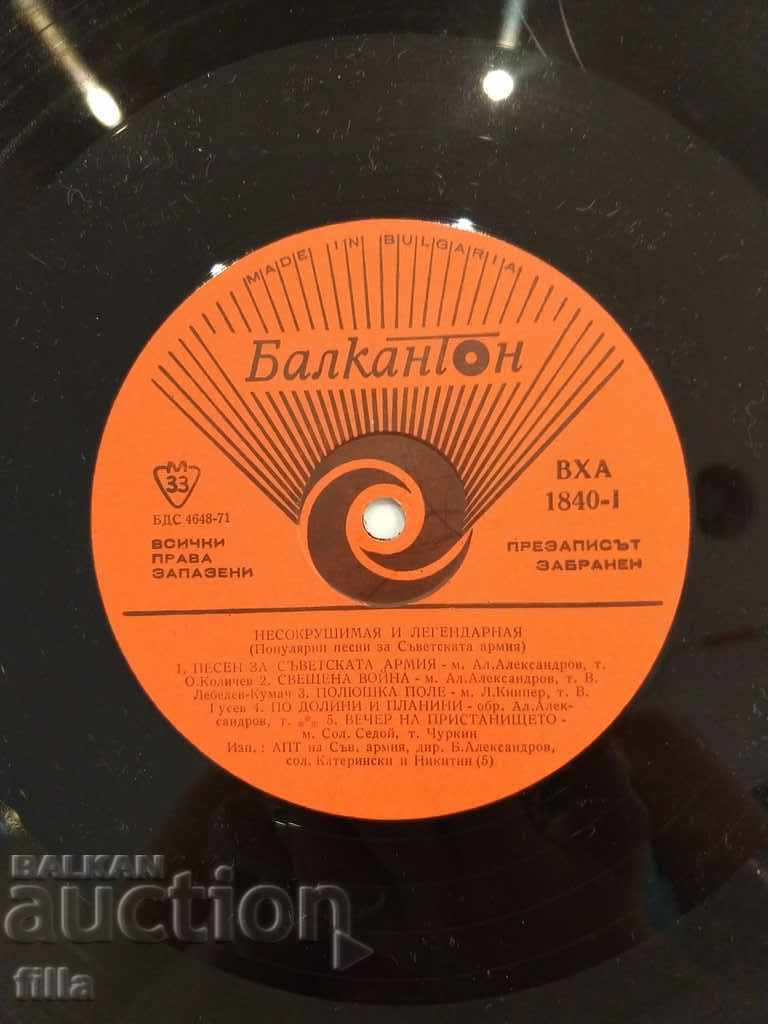 MADE IN BULGARIA
Балкантон
М
33
БДС 4648-71
ВСИЧКИ
ПРАВА
ЗАПАЗЕНИ
ВХА
1840-I
ПРЕЗАПИСЪТ
ЗАБРАНЕН
НЕСОКРУШИМАЯ И ЛЕГЕНДАРНАЯ
(Популярни песни за Съветската армия)
1. ПЕСЕН ЗА СЪВЕТСКАТА АРМИЯ - м. Ал.Александров, т.
О.Количев 2. СВЕЩЕНА ВОЙНА - м. Ал.Александров, т. В.
Лебедев-Кумач 3. ПОЛЮШКА ПОЛЕ - м. Л.Книпер, т. В.
Гусев 4. ПО ДОЛИНИ И ПЛАНИНИ - обр. Ал.Алек-
сандров, т. *** 5. ВЕЧЕР НА ПРИСТАНИЩЕТО -
м. Сол. Седой, т. Чуркин
Изп.: АПТ на Съв. армия, дир. Б.Александров,
сол. Катерински и Никитин (5)
BALKAN
auction
filla